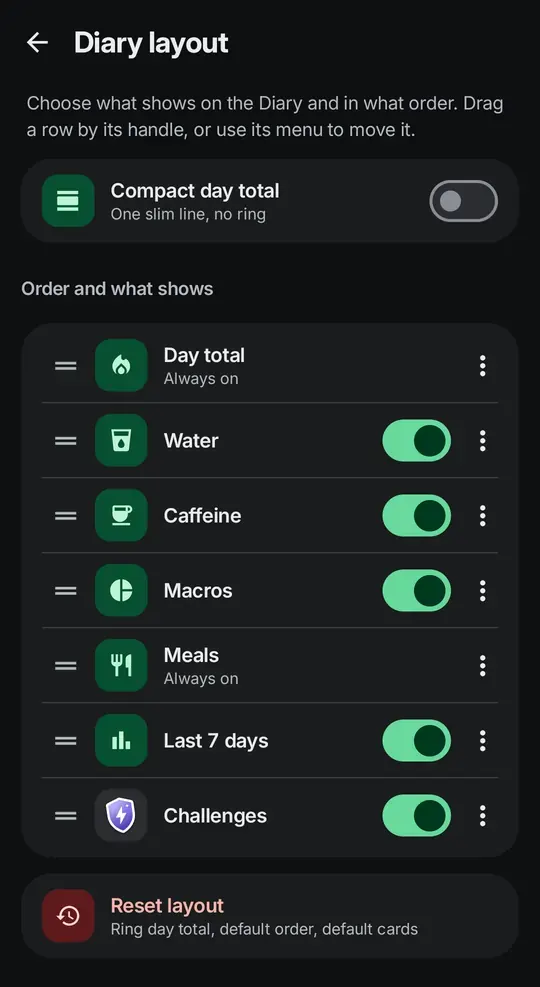 Diary layout
Choose what shows on the Diary and in what order. Drag
a row by its handle, or use its menu to move it.
Compact day total
One slim line, no ring
Order and what shows
Day total
Always on
Water
Caffeine
Macros
Meals
Always on
Last 7 days
Challenges
Reset layout
Ring day total, default order, default cards